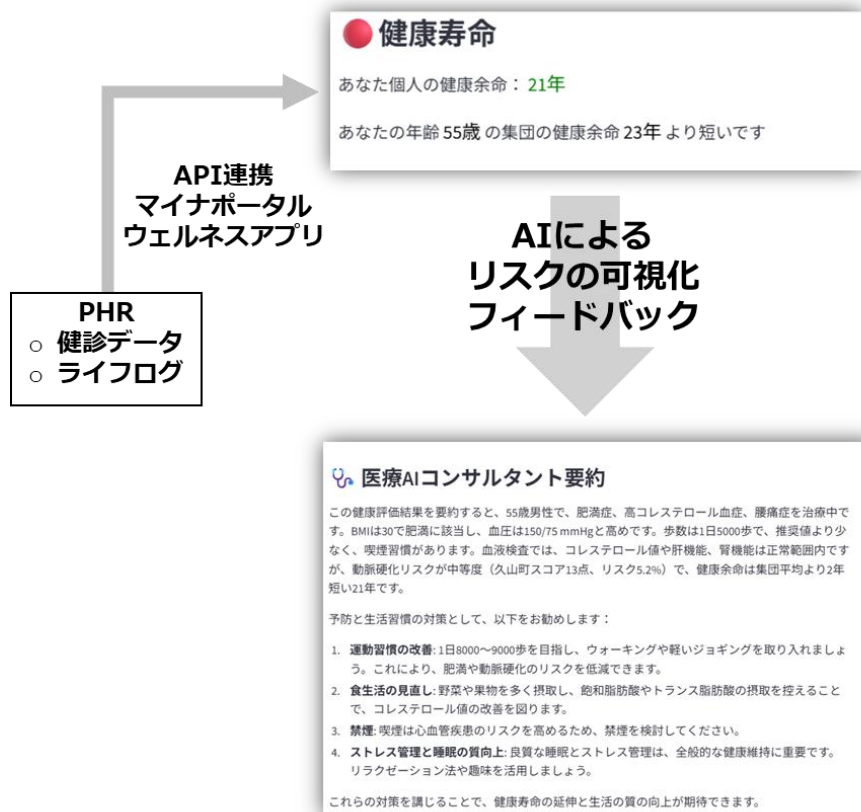 健康寿命
あなた個人の健康余命： 21年
あなたの年齢 55歳 の集団の健康余命 23年 より短いです
API連携
マイナポータル
ウェルネスアプリ
AIによる
リスクの可視化
フィードバック
PHR
○ 健診データ
○ ライフログ
医療AIコンサルタント要約
この健康評価結果を要約すると、55歳男性で、肥満症、高コレステロール血症、腰痛症を治療中で
す。BMIは30で肥満に該当し、血圧は150/75 mmHgと高めです。歩数は1日5000歩で、推奨値より少
なく、喫煙習慣があります。血液検査では、コレステロール値や肝機能、腎機能は正常範囲内です
が、動脈硬化リスクが中等度（久山町スコア13点、リスク5.2%）で、健康余命は集団平均より2年
短い21年です。
予防と生活習慣の対策として、以下をお勧めします：
1. 運動習慣の改善: 1日8000〜9000歩を目指し、ウォーキングや軽いジョギングを取り入れましょ
う。これにより、肥満や動脈硬化のリスクを低減できます。
2. 食生活の見直し: 野菜や果物を多く摂取し、飽和脂肪酸やトランス脂肪酸の摂取を控えること
で、コレステロール値の改善を図ります。
3. 禁煙: 喫煙は心血管疾患のリスクを高めるため、禁煙を検討してください。
4. ストレス管理と睡眠の質向上: 良質な睡眠とストレス管理は、全般的な健康維持に重要です。
リラクゼーション法や趣味を活用しましょう。
これらの対策を講じることで、健康寿命の延伸と生活の質の向上が期待できます。